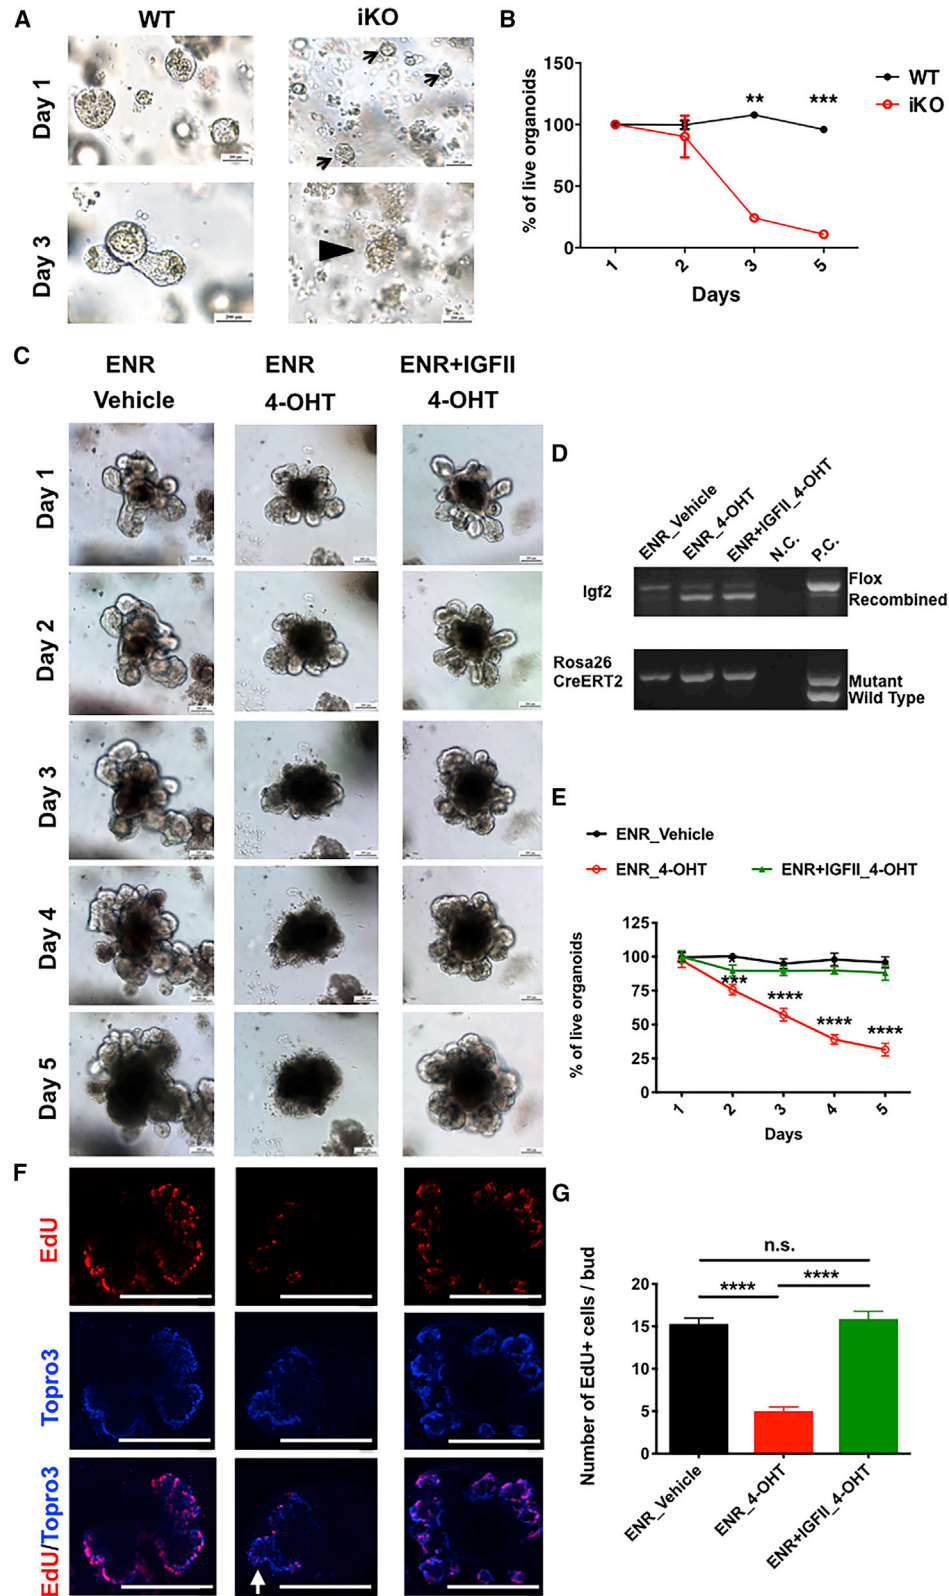 A
WT
iKO
Day 1
Day 3
B
150
100
50
0
% of live organoids
**
***
WT
iKO
1
2
3
5
Days
C
ENR
Vehicle
ENR
4-OHT
ENR+IGFII
4-OHT
Day 1
Day 2
Day 3
Day 4
Day 5
D
ENR_Vehicle
ENR_4-OHT
ENR+IGFII_4-OHT
N.C.
P.C.
Igf2
Flox
Recombined
Rosa26
CreERT2
Mutant
Wild Type
E
ENR_Vehicle
ENR_4-OHT
ENR+IGFII_4-OHT
125
100
75
50
25
0
% of live organoids
*
***
****
****
****
1
2
3
4
5
Days
F
EdU
Topro3
EdU/Topro3
G
n.s.
****
****
20
15
10
5
0
Number of EdU+ cells / bud
ENR_Vehicle
ENR_4-OHT
ENR+IGFII_4-OHT